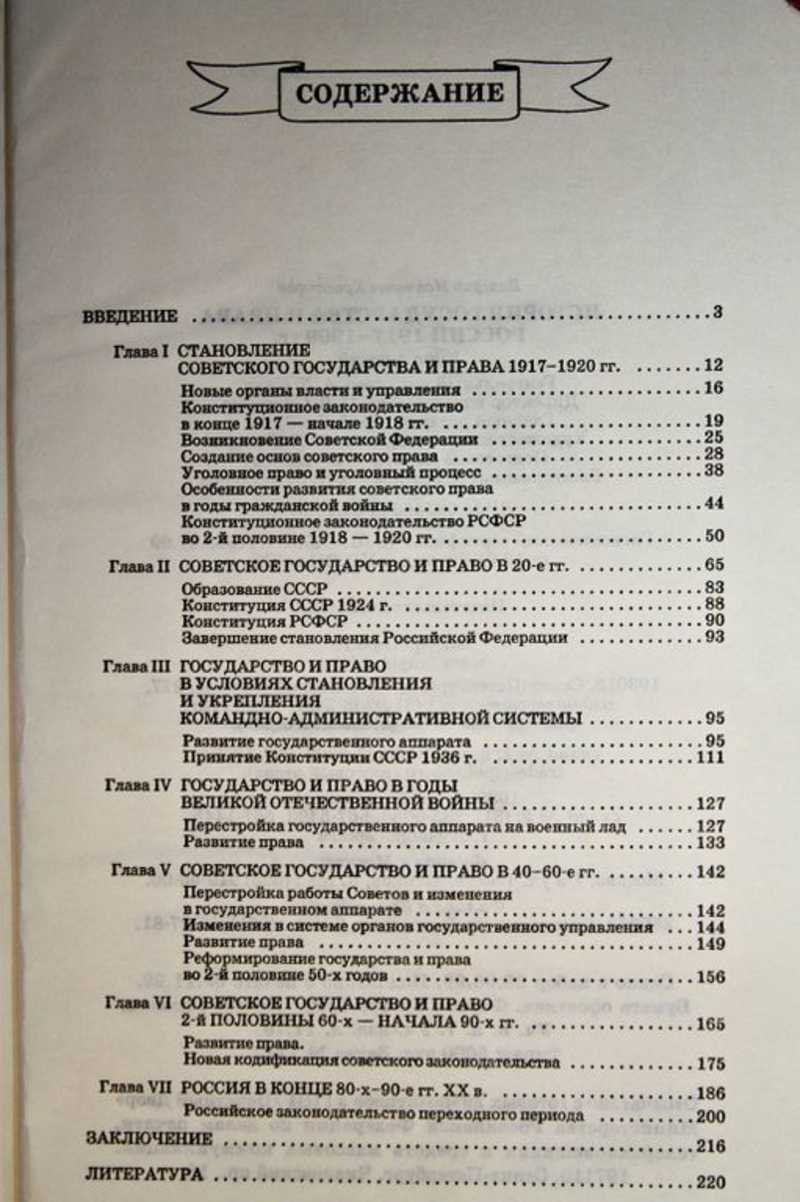 СОДЕРЖАНИЕ
ВВЕДЕНИЕ ........ 3
Глава I СТАНОВЛЕНИЕ
СОВЕТСКОГО ГОСУДАРСТВА И ПРАВА 1917–1920 гг. ........ 12
Новые органы власти и управления ........ 16
Конституционное законодательство
в конце 1917 — начале 1918 гг. ........ 19
Возникновение Советской Федерации ........ 25
Создание основ советского права ........ 28
Уголовное право и уголовный процесс ........ 38
Особенности развития советского права
в годы гражданской войны ........ 44
Конституционное законодательство РСФСР
во 2-й половине 1918 — 1920 гг. ........ 50
Глава II СОВЕТСКОЕ ГОСУДАРСТВО И ПРАВО В 20-е гг. ........ 65
Образование СССР ........ 83
Конституция СССР 1924 г. ........ 88
Конституция РСФСР ........ 90
Завершение становления Российской Федерации ........ 93
Глава III ГОСУДАРСТВО И ПРАВО
В УСЛОВИЯХ СТАНОВЛЕНИЯ
И УКРЕПЛЕНИЯ
КОМАНДНО-АДМИНИСТРАТИВНОЙ СИСТЕМЫ ........ 95
Развитие государственного аппарата ........ 95
Принятие Конституции СССР 1936 г. ........ 111
Глава IV ГОСУДАРСТВО И ПРАВО В ГОДЫ
ВЕЛИКОЙ ОТЕЧЕСТВЕННОЙ ВОЙНЫ ........ 127
Перестройка государственного аппарата на военный лад ...... 127
Развитие права ........ 133
Глава V СОВЕТСКОЕ ГОСУДАРСТВО И ПРАВО В 40–60-е гг. ........ 142
Перестройка работы Советов и изменения
в государственном аппарате ........ 142
Изменения в системе органов государственного управления ... 144
Развитие права ........ 149
Реформирование государства и права
во 2-й половине 50-х годов ........ 156
Глава VI СОВЕТСКОЕ ГОСУДАРСТВО И ПРАВО
2-й ПОЛОВИНЫ 60-х — НАЧАЛА 90-х гг. ........ 165
Развитие права.
Новая кодификация советского законодательства ........ 175
Глава VII РОССИЯ В КОНЦЕ 80-х–90-е гг. XX в. ........ 186
Российское законодательство переходного периода ........ 200
ЗАКЛЮЧЕНИЕ ........ 216
ЛИТЕРАТУРА ........ 220